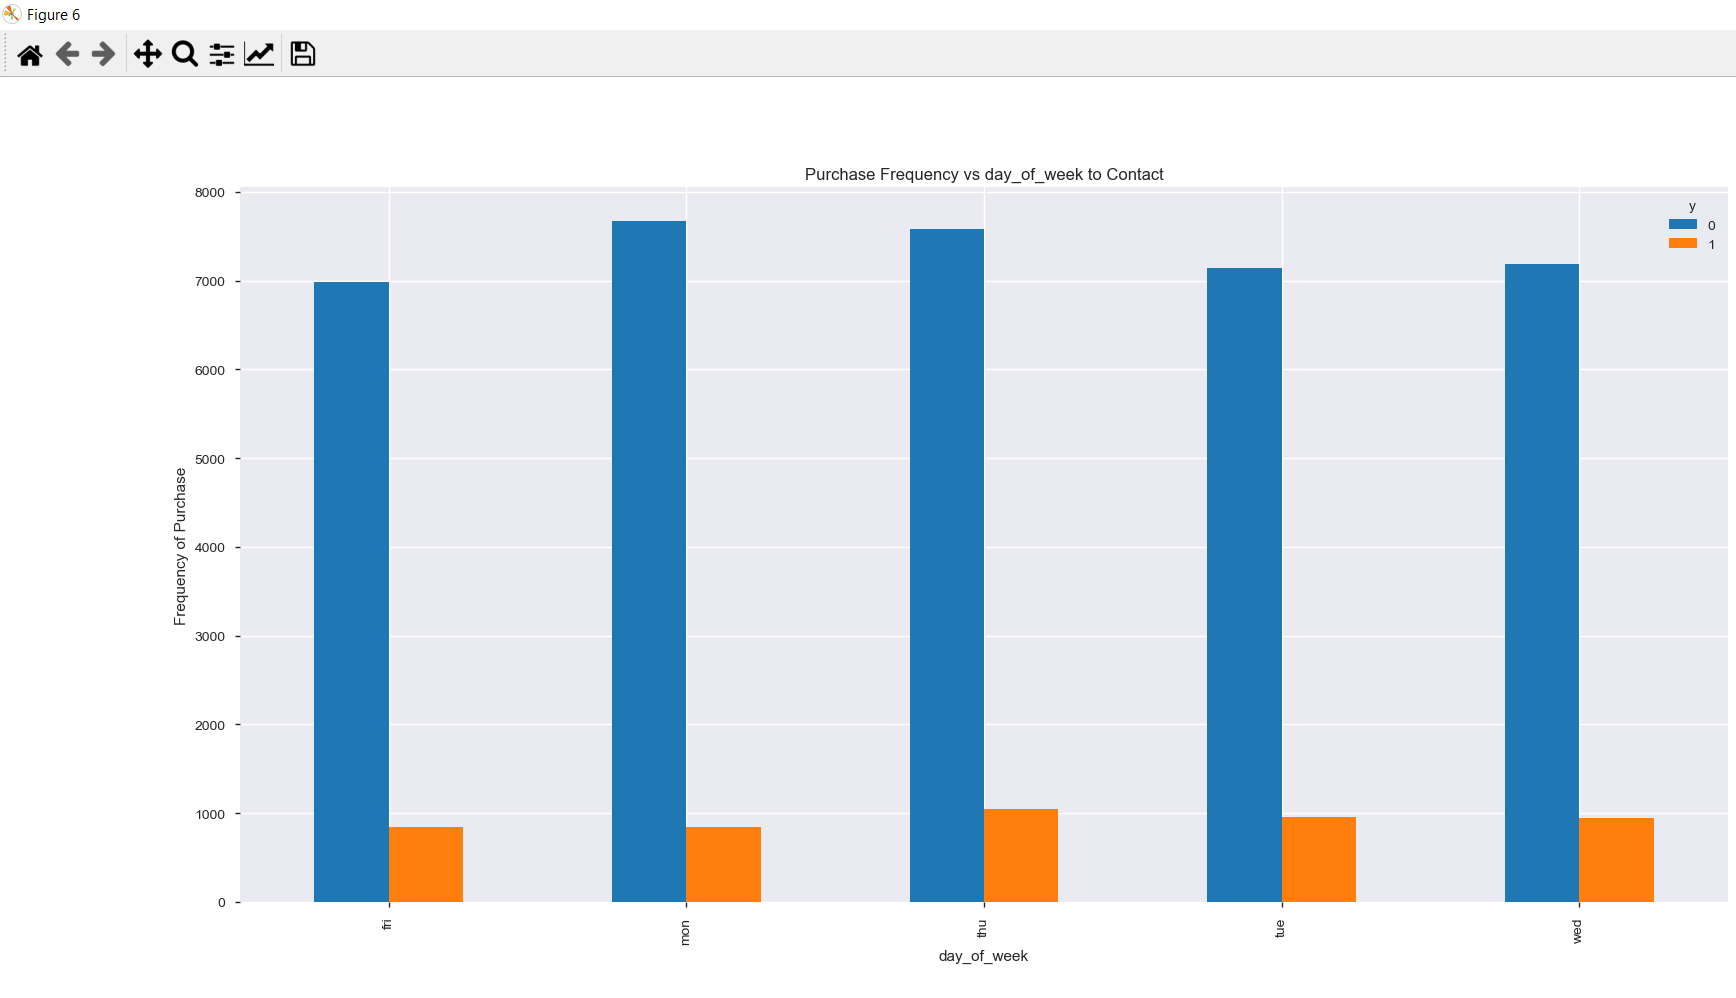 Figure 6
Purchase Frequency vs day_of_week to Contact
y
0
1
8000
7000
6000
5000
4000
3000
2000
1000
0
Frequency of Purchase
fri
mon
thu
tue
wed
day_of_week